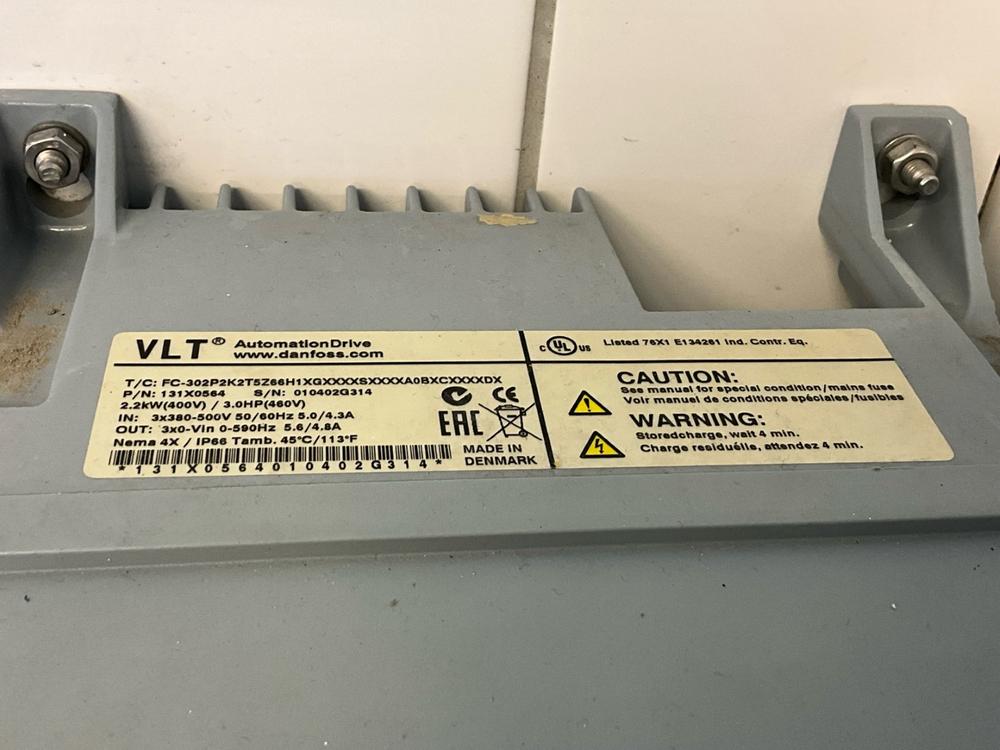 VLT® AutomationDrive
www.danfoss.com
T/C: FC-302P2K2T5Z66H1XGXXXXSXXXXA0BXCXXXXDX
P/N: 131X0564 S/N: 010402G314
2.2kW(400V) / 3.0HP(460V)
IN: 3x380-500V 50/60Hz 5.0/4.3A
OUT: 3x0-Vin 0-590Hz 5.6/4.8A
Nema 4X / IP66 Tamb. 45°C/113°F
*131X0564010402G314*
CE
EAC
MADE IN
DENMARK
c UL us Listed 76X1 E134261 Ind. Contr. Eq.
CAUTION:
See manual for special condition/mains fuse
Voir manuel de conditions spéciales/fusibles
WARNING:
Storedcharge, wait 4 min.
Charge residuélle, attendez 4 min.